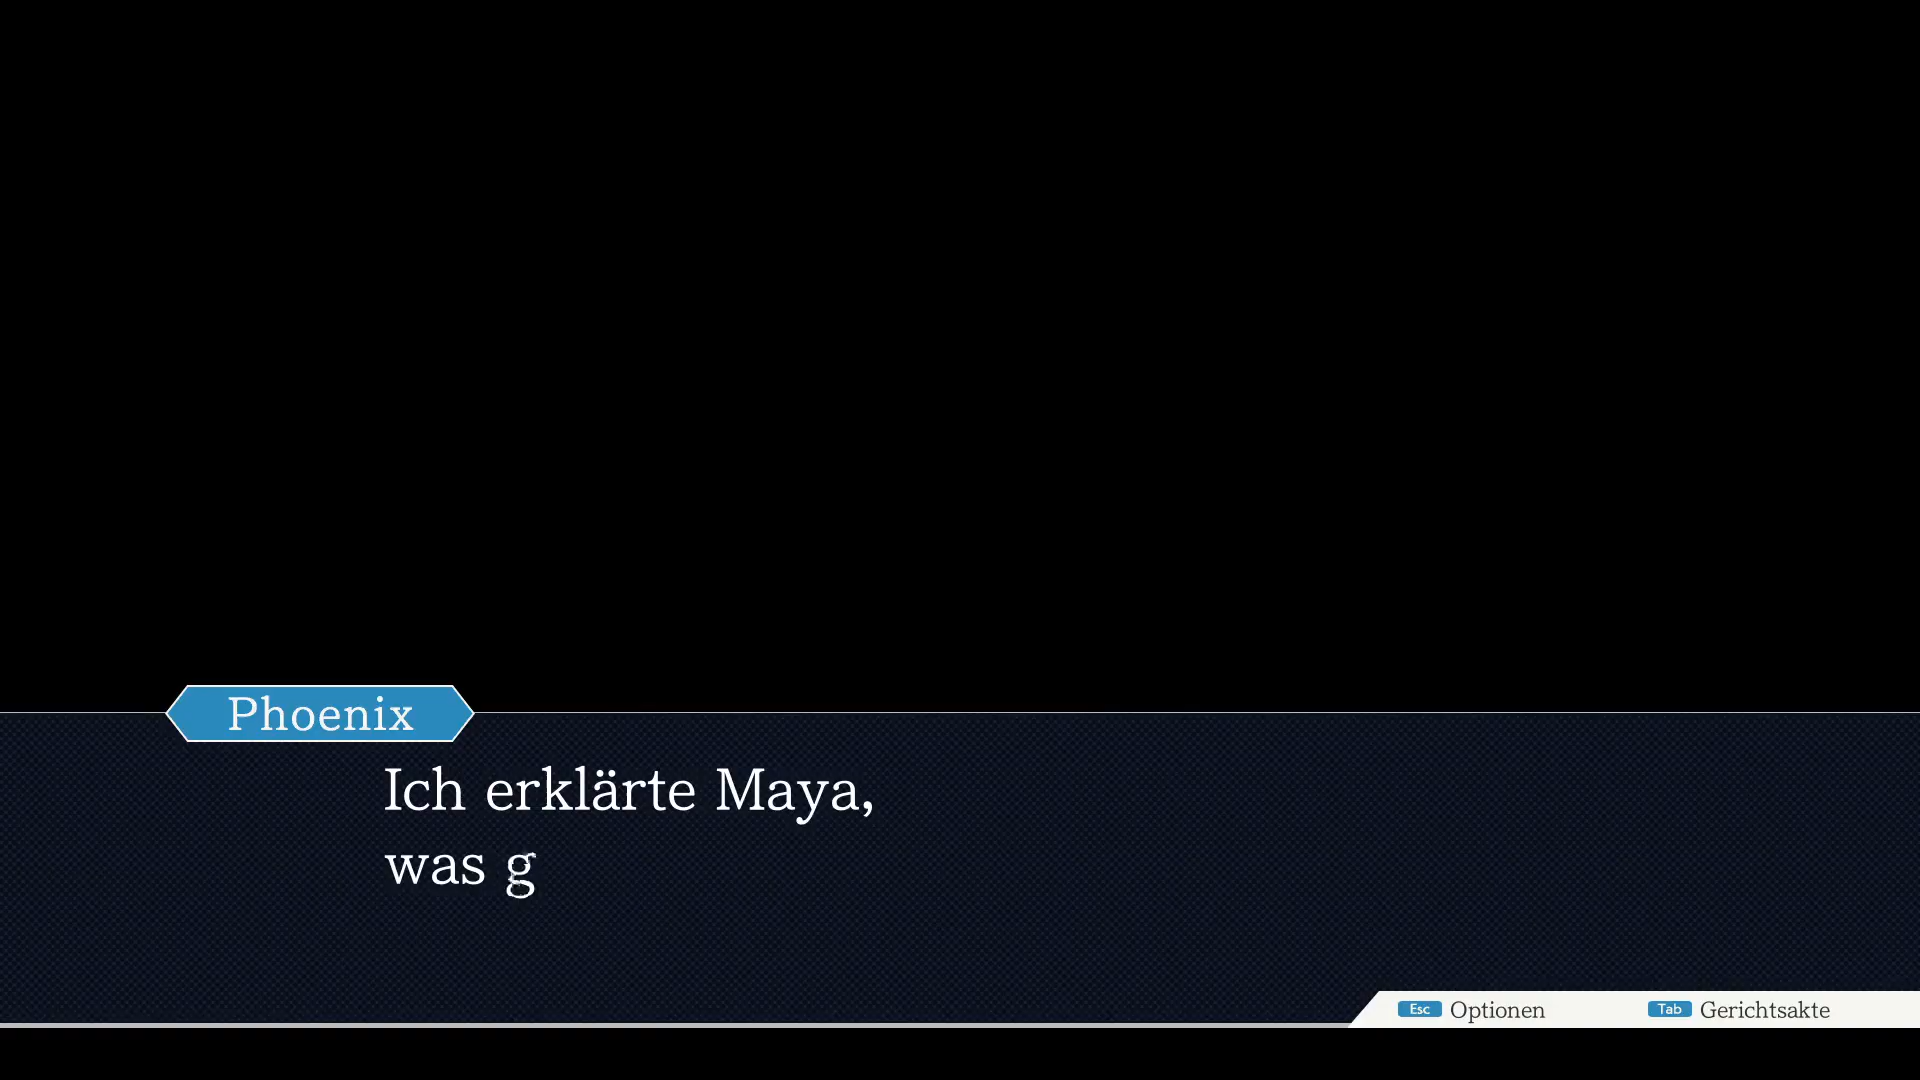 Phoenix
Ich erklärte Maya,
was g
Esc Optionen Tab Gerichtsakte